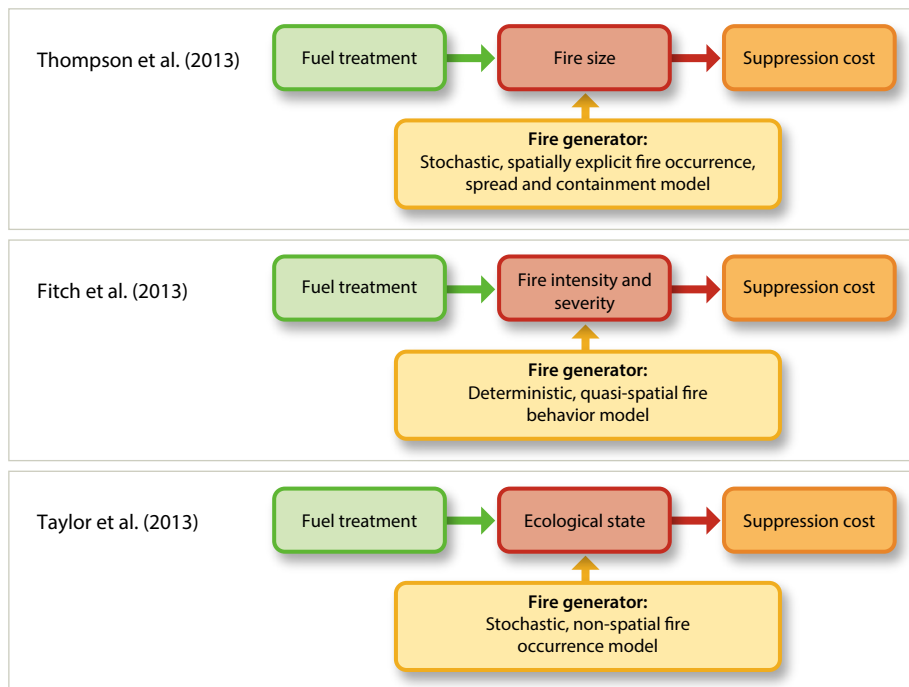 Thompson et al. (2013)
Fuel treatment
Fire size
Suppression cost
Fire generator:
Stochastic, spatially explicit fire occurrence,
spread and containment model
Fitch et al. (2013)
Fuel treatment
Fire intensity and
severity
Suppression cost
Fire generator:
Deterministic, quasi-spatial fire
behavior model
Taylor et al. (2013)
Fuel treatment
Ecological state
Suppression cost
Fire generator:
Stochastic, non-spatial fire
occurrence model